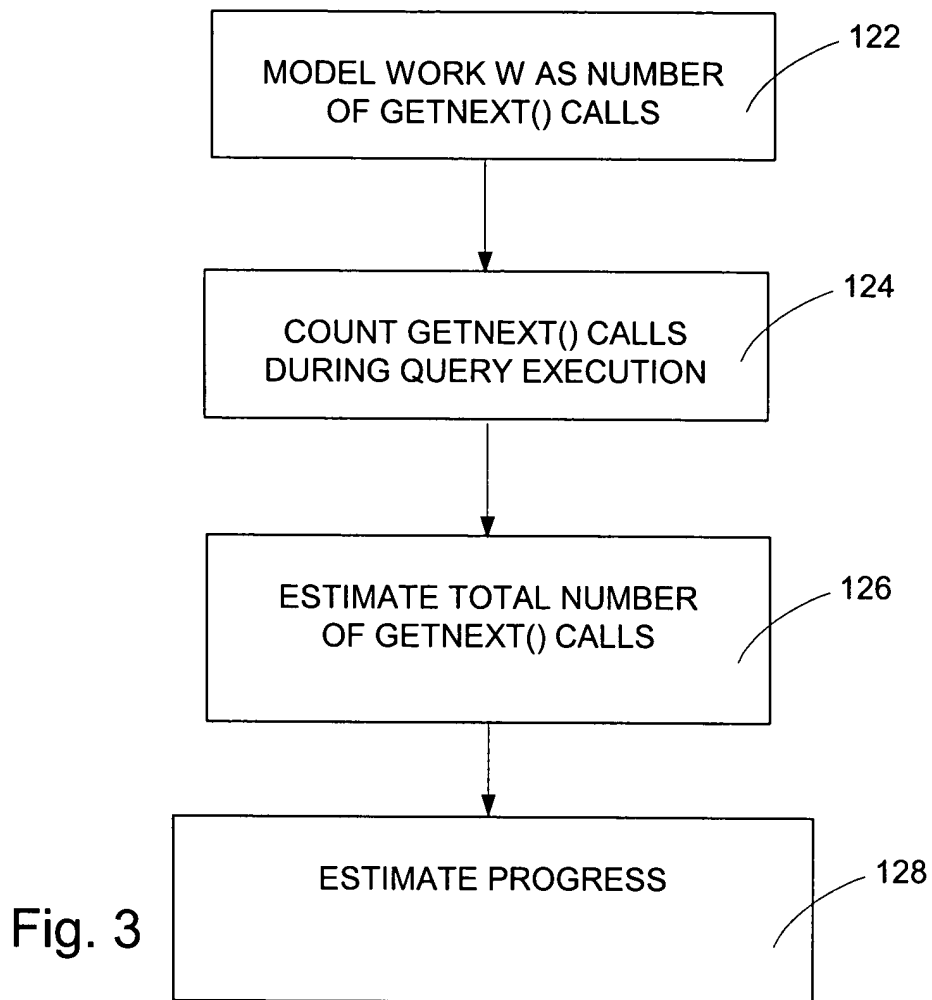 MODEL WORK W AS NUMBER
OF GETNEXT() CALLS
122
COUNT GETNEXT() CALLS
DURING QUERY EXECUTION
124
ESTIMATE TOTAL NUMBER
OF GETNEXT() CALLS
126
ESTIMATE PROGRESS
128
Fig. 3